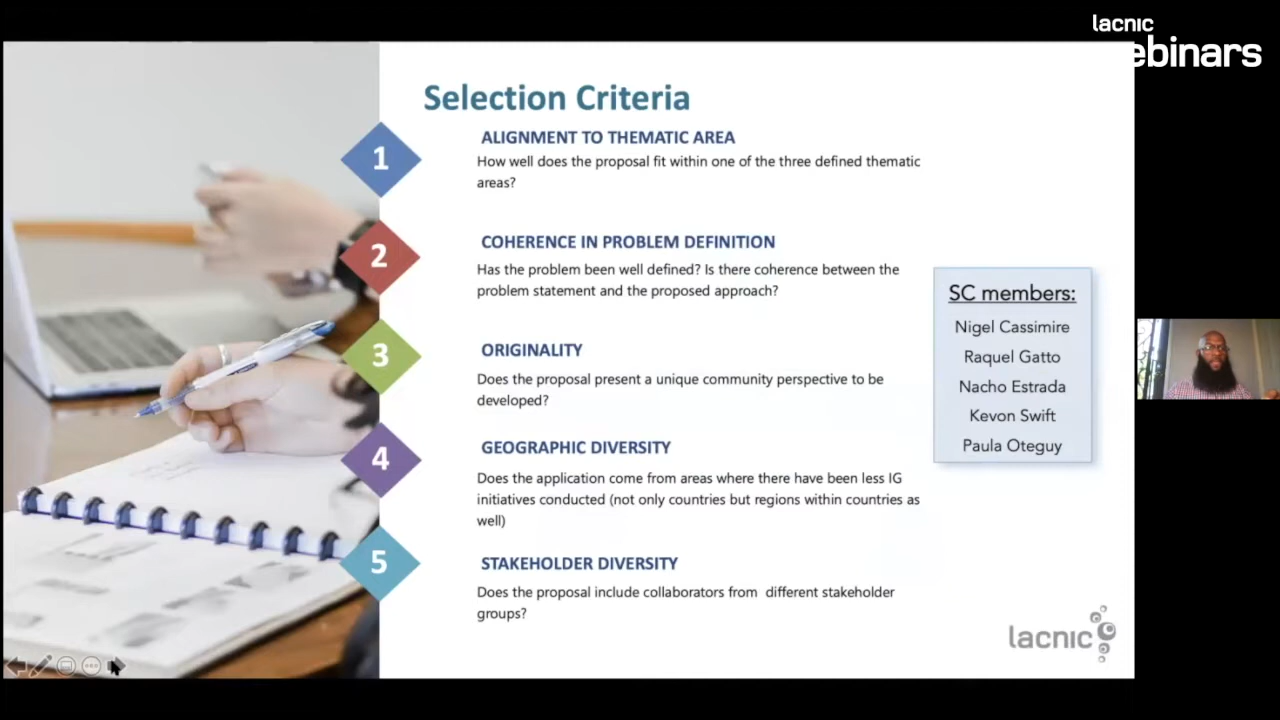 lacnic
ebinars
Selection Criteria
1
ALIGNMENT TO THEMATIC AREA
How well does the proposal fit within one of the three defined thematic
areas?
2
COHERENCE IN PROBLEM DEFINITION
Has the problem been well defined? Is there coherence between the
problem statement and the proposed approach?
3
ORIGINALITY
Does the proposal present a unique community perspective to be
developed?
4
GEOGRAPHIC DIVERSITY
Does the application come from areas where there have been less IG
initiatives conducted (not only countries but regions within countries as
well)
5
STAKEHOLDER DIVERSITY
Does the proposal include collaborators from  different stakeholder
groups?
SC members:
Nigel Cassimire
Raquel Gatto
Nacho Estrada
Kevon Swift
Paula Oteguy
lacnic